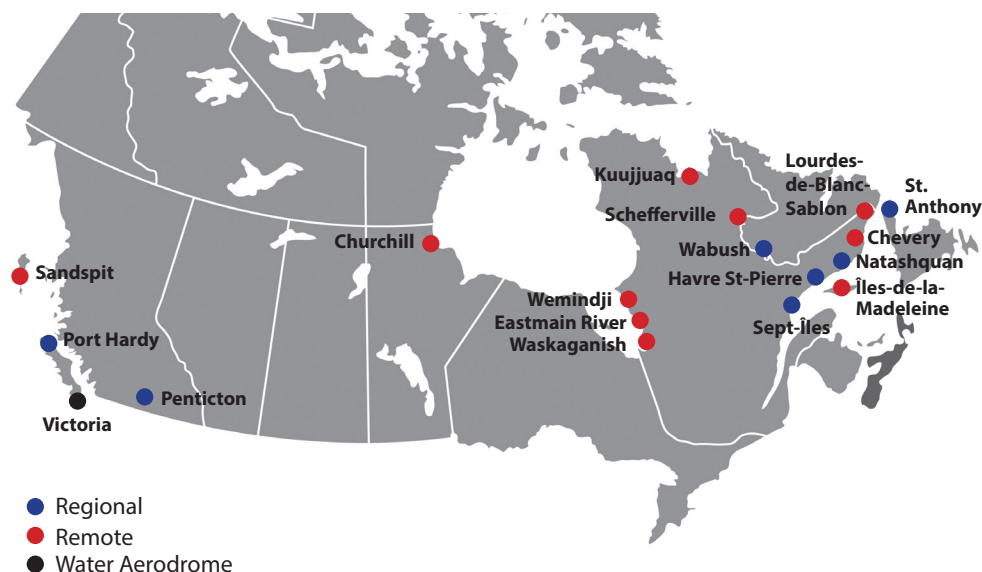 Kuujjuaq
Lourdes-
de-Blanc-
Sablon
St.
Anthony
Schefferville
Churchill
Wabush
Chevery
Natashquan
Sandspit
Havre St-Pierre
Îles-de-la-
Madeleine
Wemindji
Eastmain River
Sept-Îles
Waskaganish
Port Hardy
Penticton
Victoria
Regional
Remote
Water Aerodrome